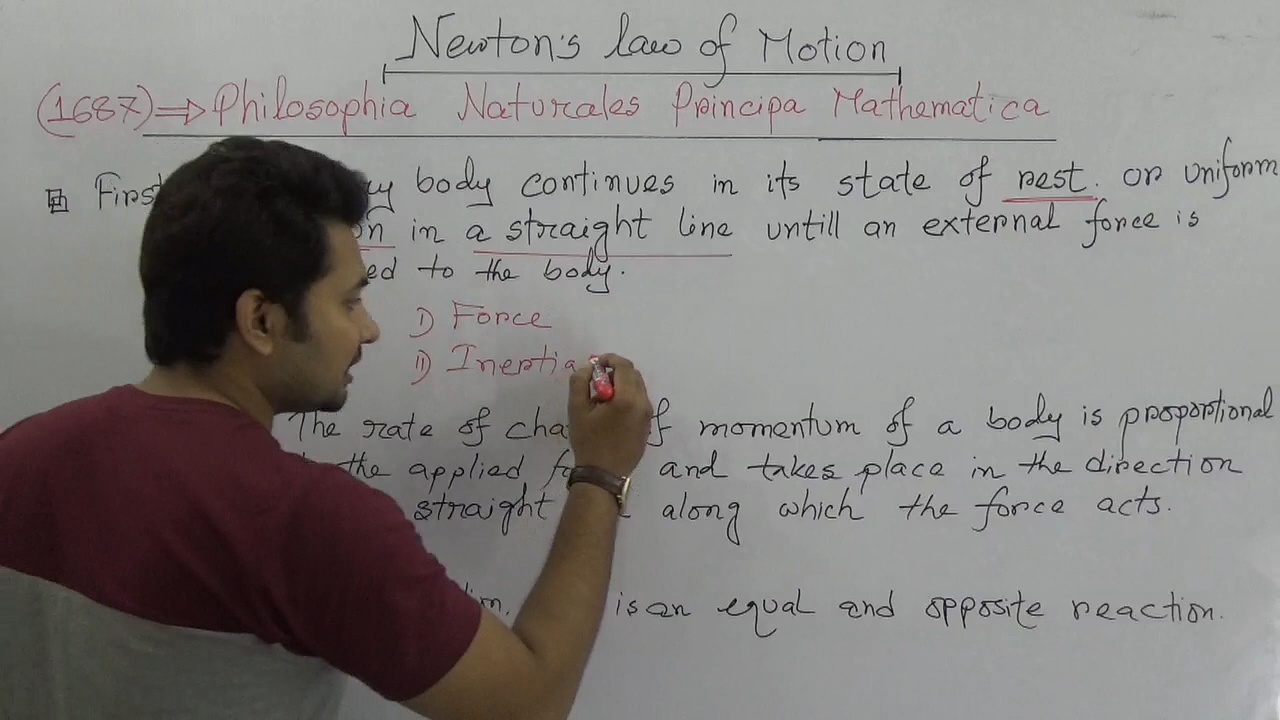 Newton's law of Motion
(1687) ⇒ Philosophia Naturales Principa Mathematica
First body continues in its state of rest. or uniform
in a straight line untill an external force is
to the body.
I) Force
II) Inertia
The rate of of momentum of a body is proportional
the applied and takes place in the direction
straight along which the force acts.
is an equal and opposite reaction.